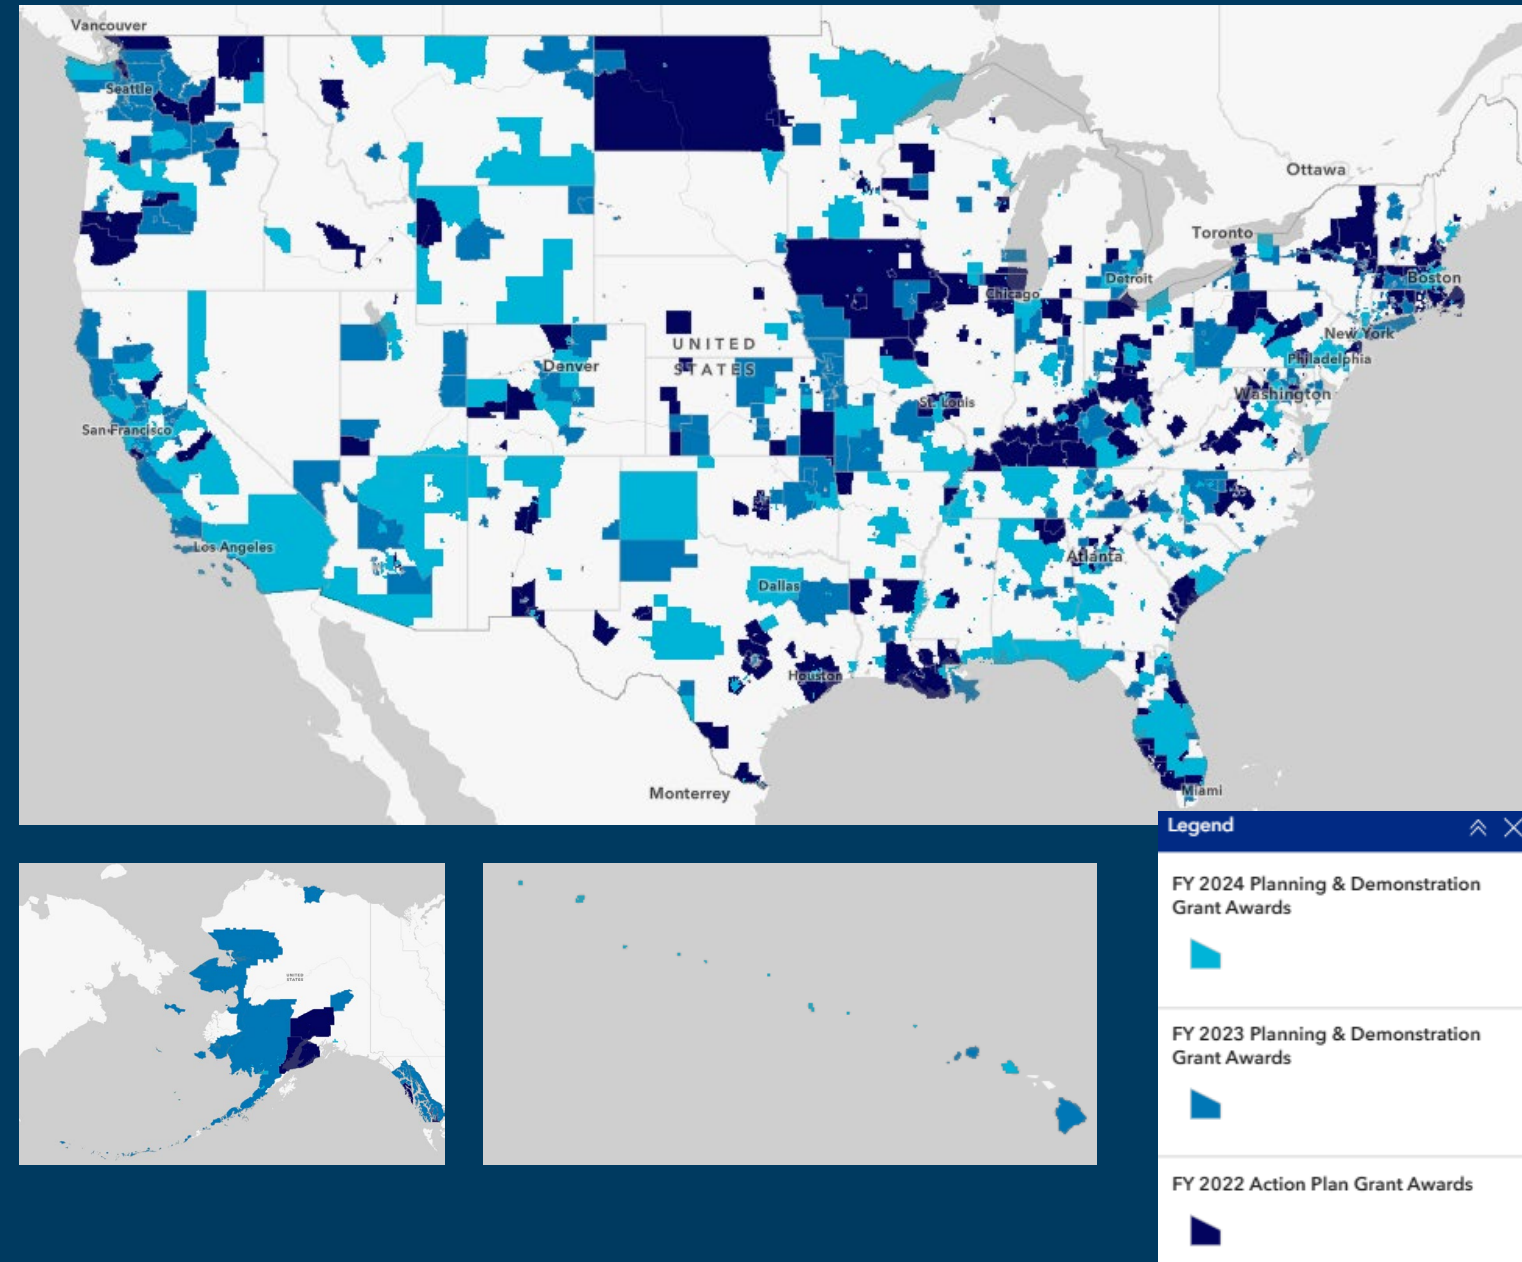 Vancouver
Seattle
Ottawa
Toronto
Detroit
Boston
Chicago
New York
UNITED
STATES
Denver
Philadelphia
Washington
St. Louis
San Francisco
Los Angeles
Atlanta
Dallas
Houston
Monterrey
Miami
UNITED
STATES
Legend
FY 2024 Planning & Demonstration
Grant Awards
FY 2023 Planning & Demonstration
Grant Awards
FY 2022 Action Plan Grant Awards